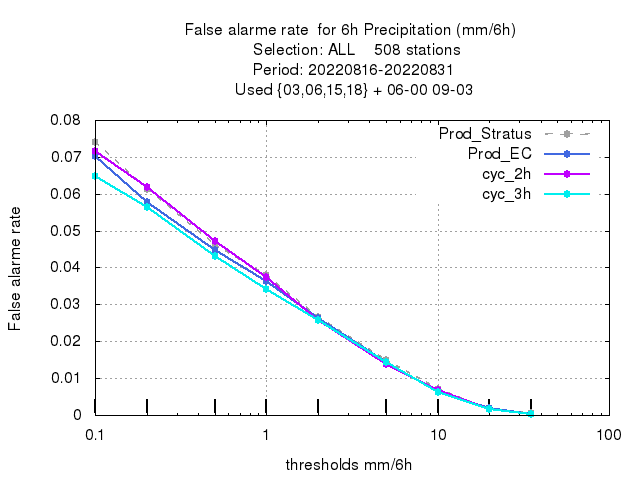 False alarme rate  for 6h Precipitation (mm/6h)
Selection: ALL    508 stations
Period: 20220816-20220831
Used {03,06,15,18} + 06-00 09-03
Prod_Stratus
Prod_EC
cyc_2h
cyc_3h
0.08
0.07
0.06
0.05
0.04
0.03
0.02
0.01
0
False alarme rate
0.1 1 10 100
thresholds mm/6h